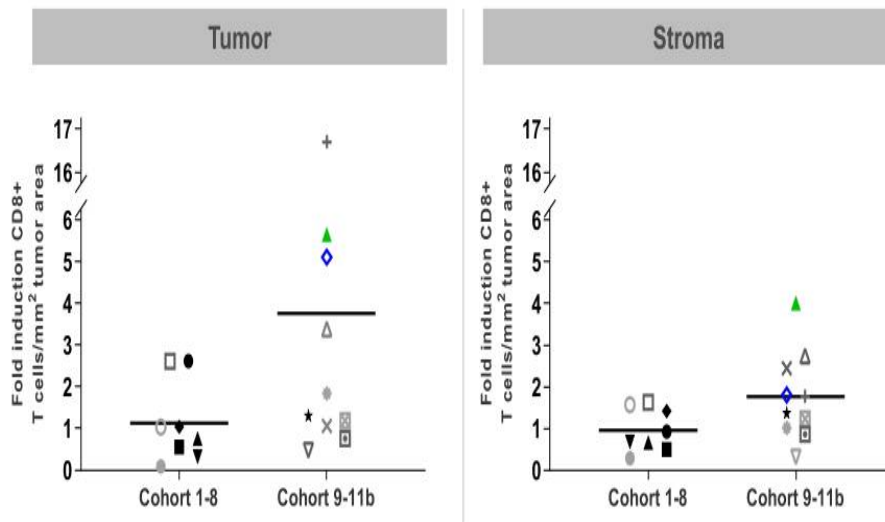 Tumor
Fold induction CD8+
T cells/mm² tumor area
17
16
6
5
4
3
2
1
0
Cohort 1-8
Cohort 9-11b
Stroma
Fold induction CD8+
T cells/mm² tumor area
17
16
6
5
4
3
2
1
0
Cohort 1-8
Cohort 9-11b